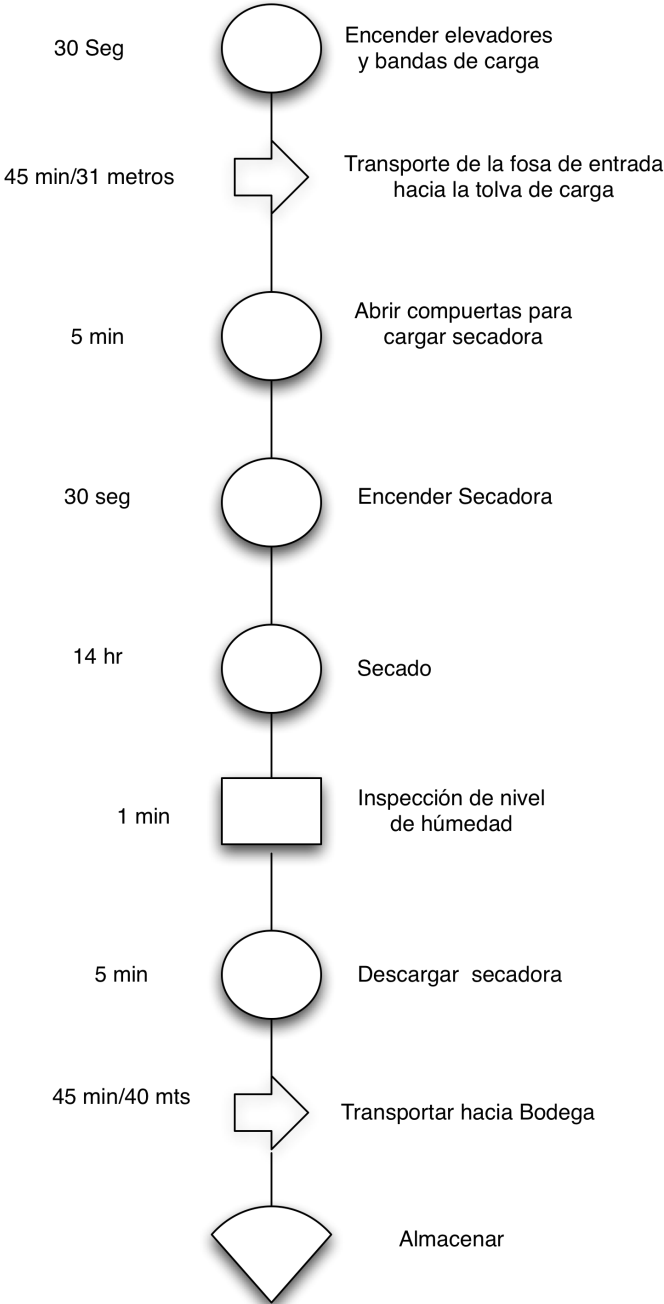 30 Seg
Encender elevadores
y bandas de carga
45 min/31 metros
Transporte de la fosa de entrada
hacia la tolva de carga
5 min
Abrir compuertas para
cargar secadora
30 seg
Encender Secadora
14 hr
Secado
1 min
Inspección de nivel
de húmedad
5 min
Descargar  secadora
45 min/40 mts
Transportar hacia Bodega
Almacenar